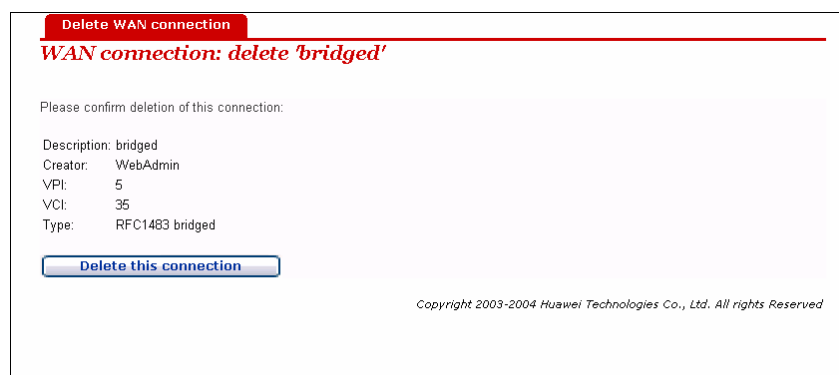 Delete WAN connection
WAN connection: delete 'bridged'
Please confirm deletion of this connection:
Description: bridged
Creator: WebAdmin
VPI: 5
VCI: 35
Type: RFC1483 bridged
Delete this connection
Copyright 2003-2004 Huawei Technologies Co., Ltd. All rights Reserved